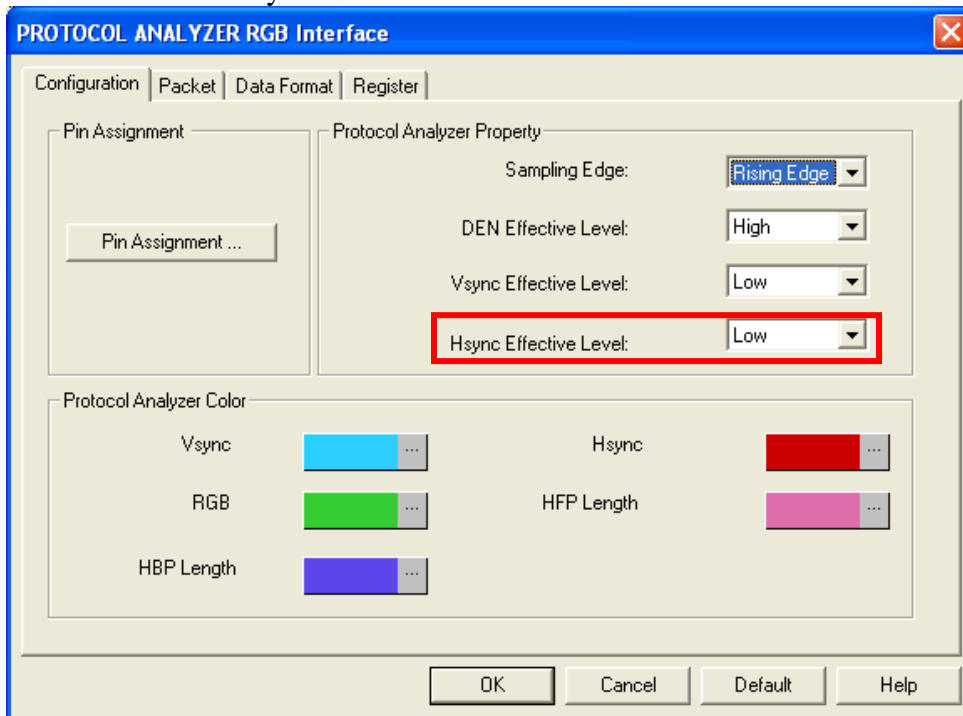 PROTOCOL ANALYZER RGB Interface
Configuration Packet Data Format Register
Pin Assignment
Pin Assignment ...
Protocol Analyzer Property
Sampling Edge: Rising Edge
DEN Effective Level: High
Vsync Effective Level: Low
Hsync Effective Level: Low
Protocol Analyzer Color
Vsync ... Hsync ...
RGB ... HFP Length ...
HBP Length ...
OK Cancel Default Help